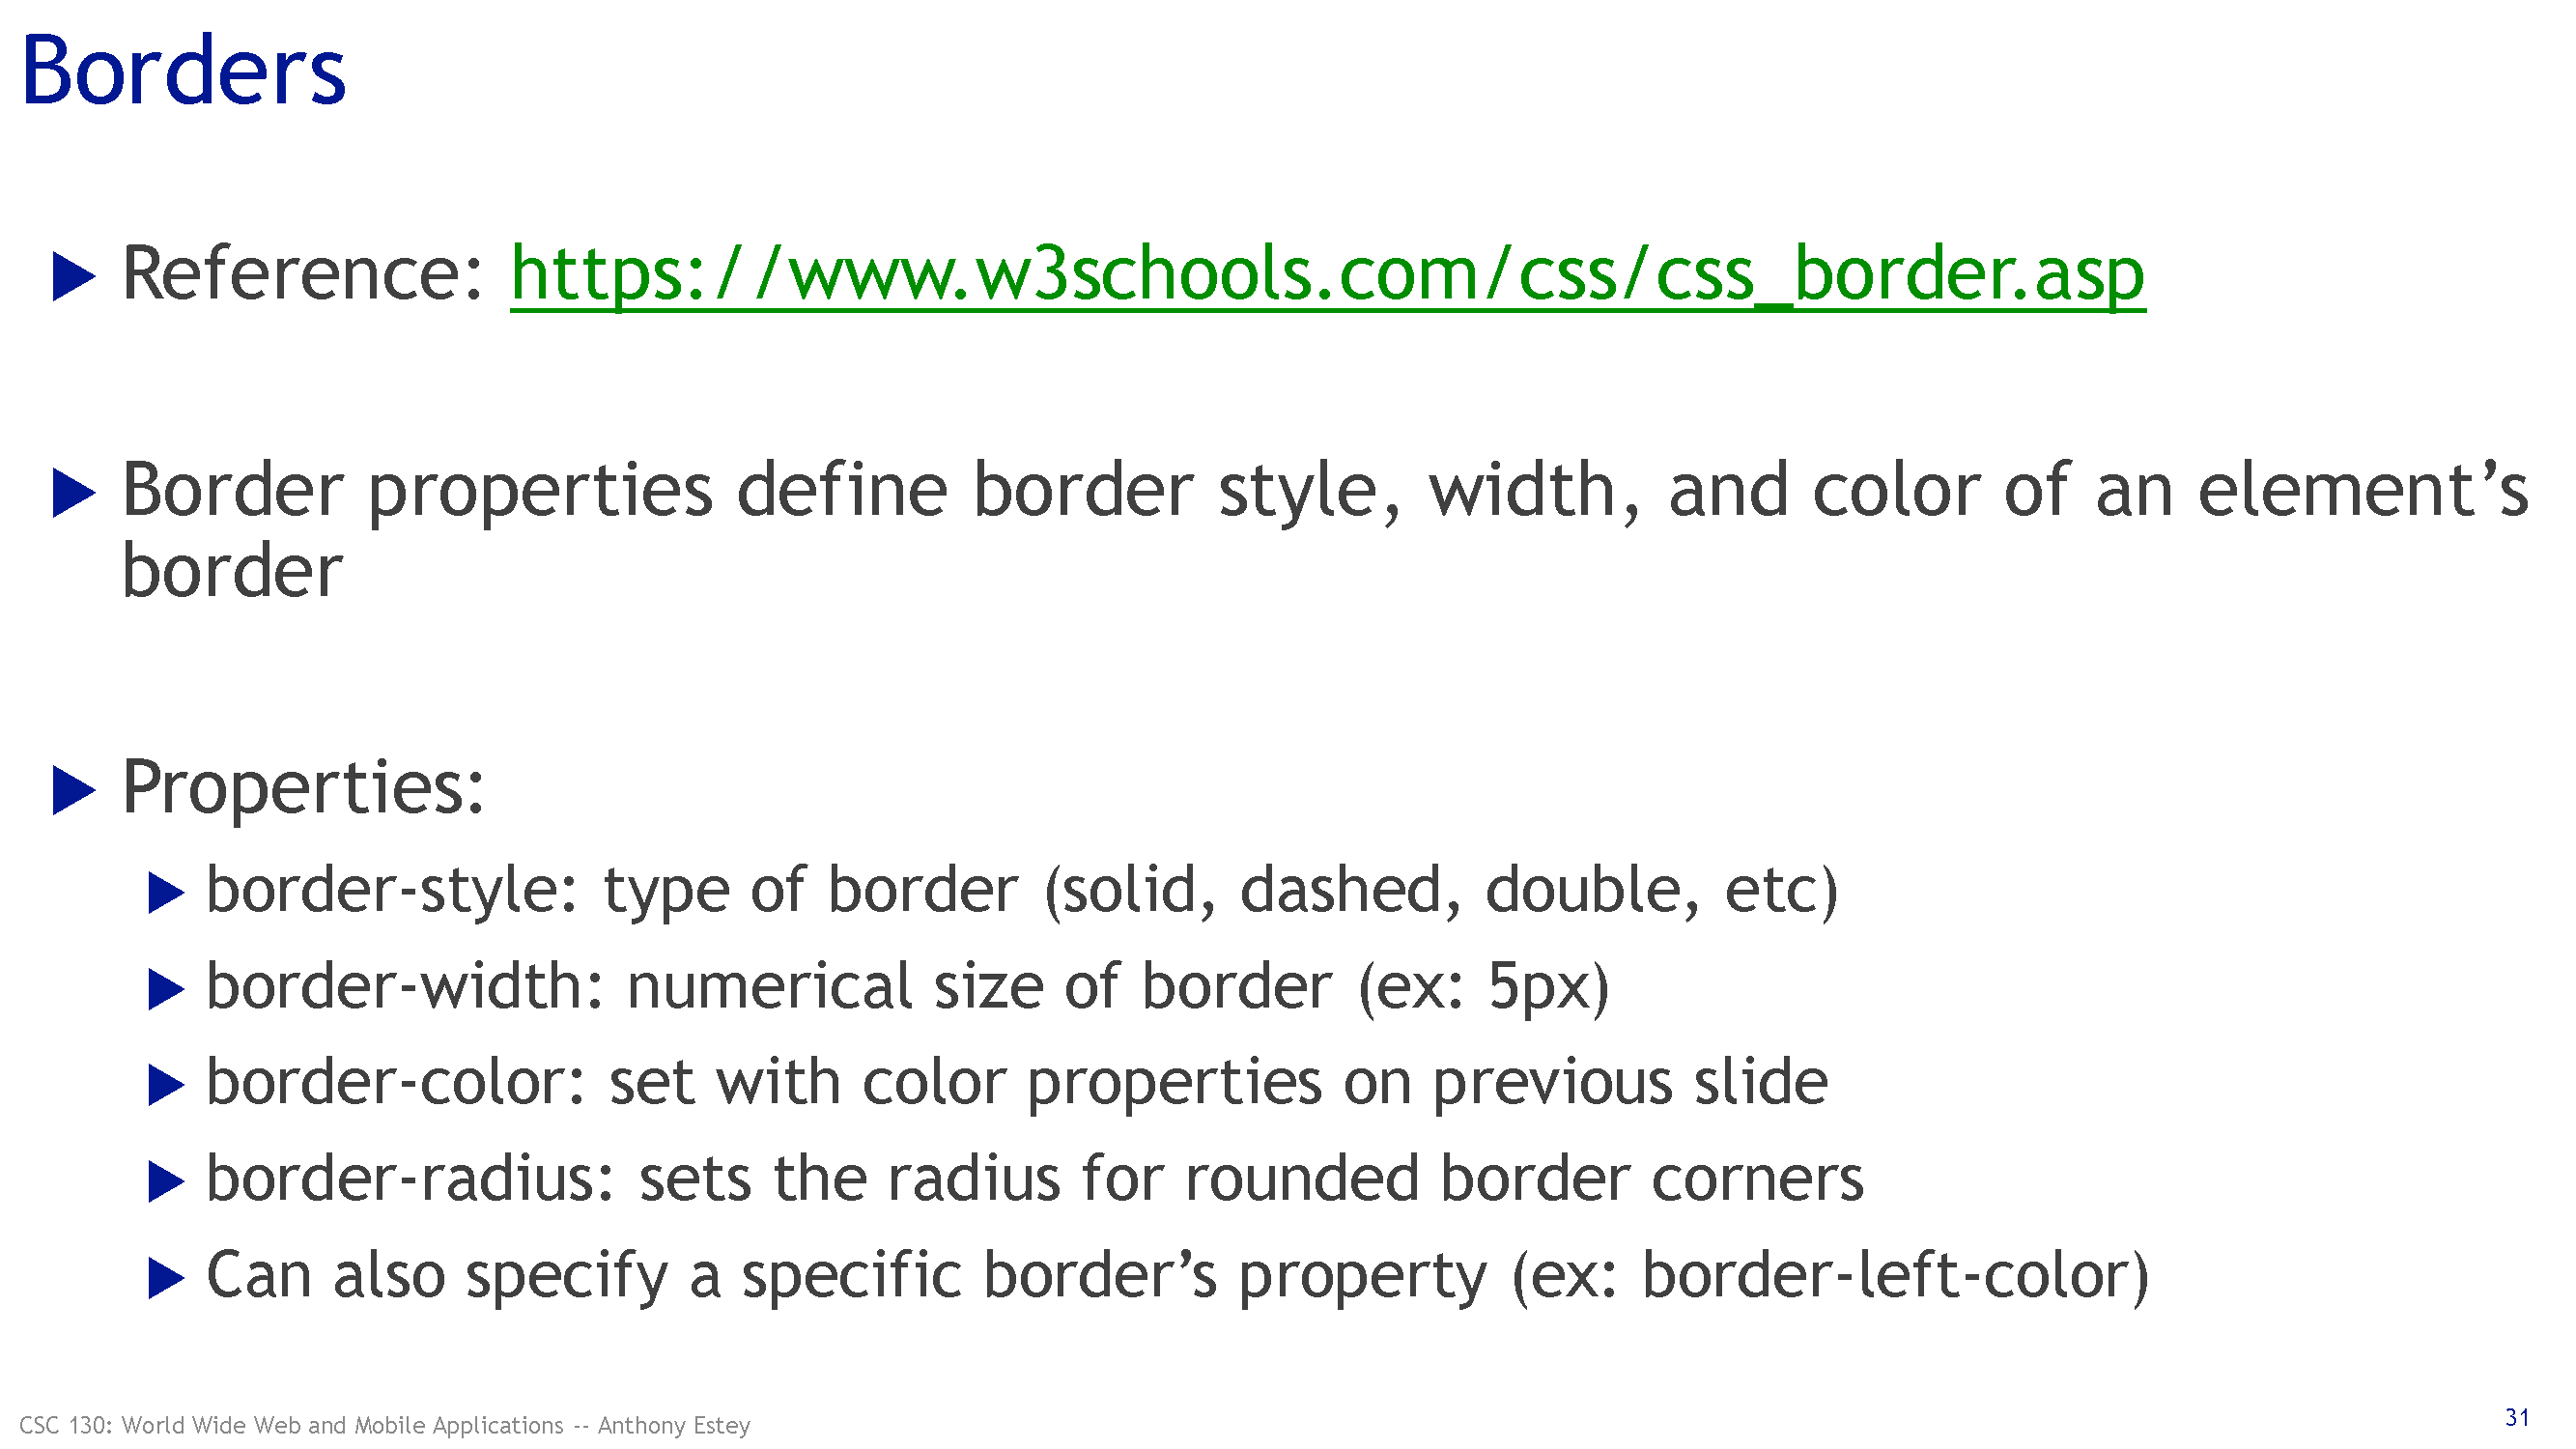 Borders
Reference: https://www.w3schools.com/css/css_border.asp
Border properties define border style, width, and color of an element’s
border
Properties:
border-style: type of border (solid, dashed, double, etc)
border-width: numerical size of border (ex: 5px)
border-color: set with color properties on previous slide
border-radius: sets the radius for rounded border corners
Can also specify a specific border’s property (ex: border-left-color)
CSC 130: World Wide Web and Mobile Applications -- Anthony Estey
31